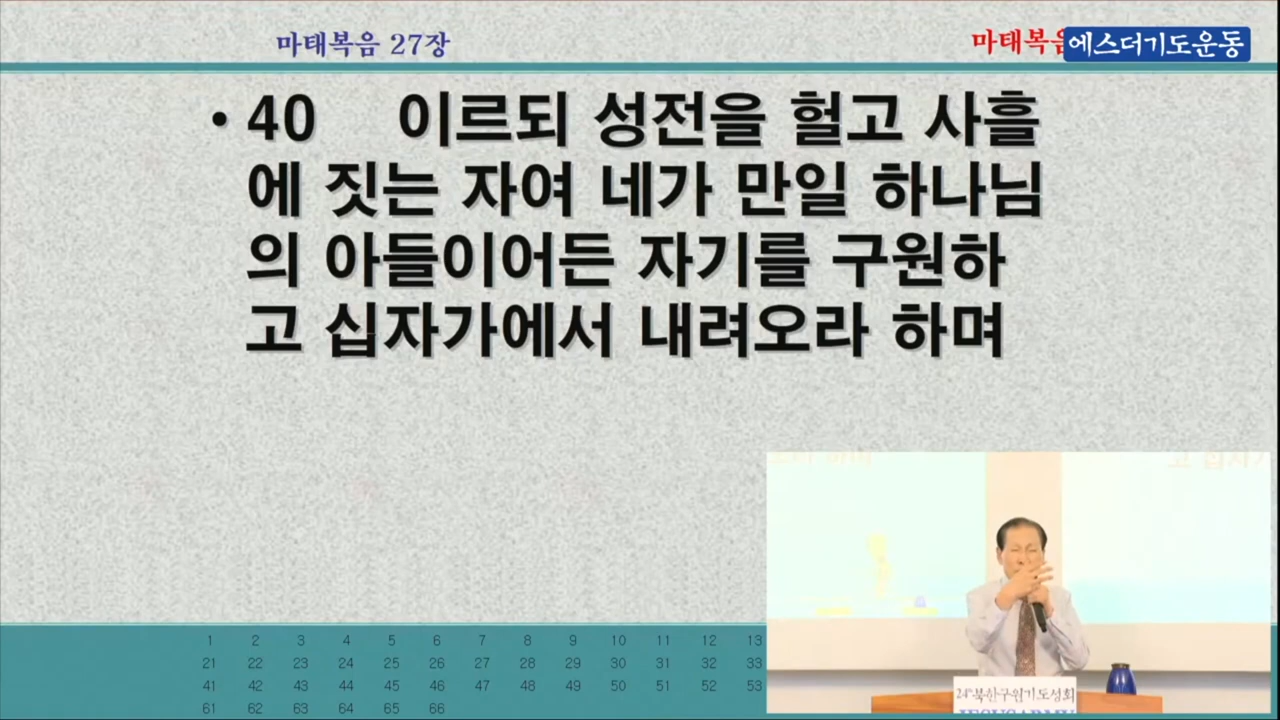 마태복음 27장
마태복음
에스더기도운동
• 40 이르되 성전을 헐고 사흘
에 짓는 자여 네가 만일 하나님
의 아들이어든 자기를 구원하
고 십자가에서 내려오라 하며
고 십자가
1 2 3 4 5 6 7 8 9 10 11 12 13
21 22 23 24 25 26 27 28 29 30 31 32 33
41 42 43 44 45 46 47 48 49 50 51 52 53
61 62 63 64 65 66
24th 북한구원기도성회
JESUSARMY